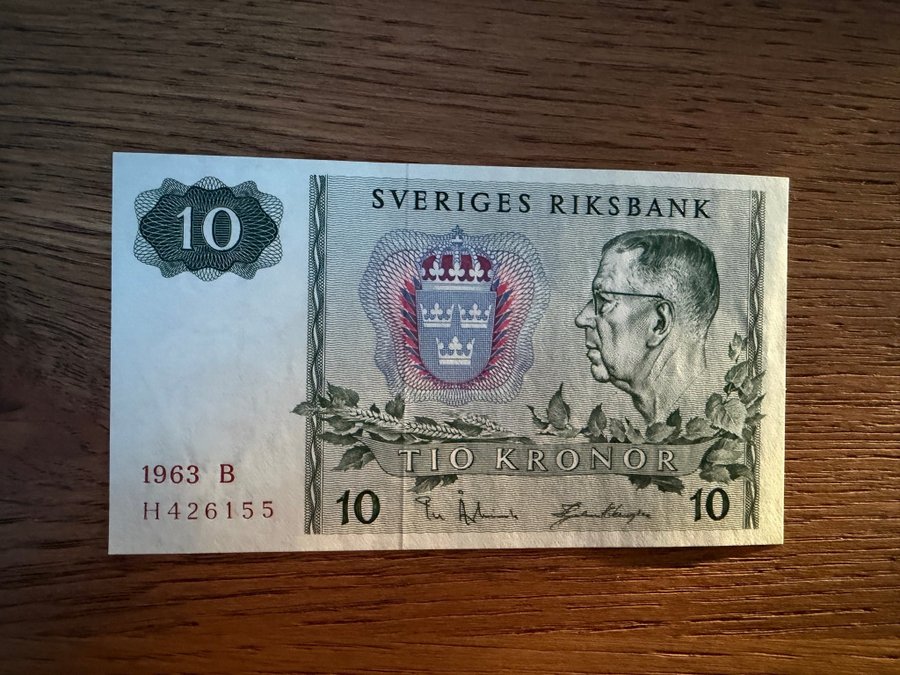 10
SVERIGES RIKSBANK
TIO KRONOR
1963 B
H426155
10
10